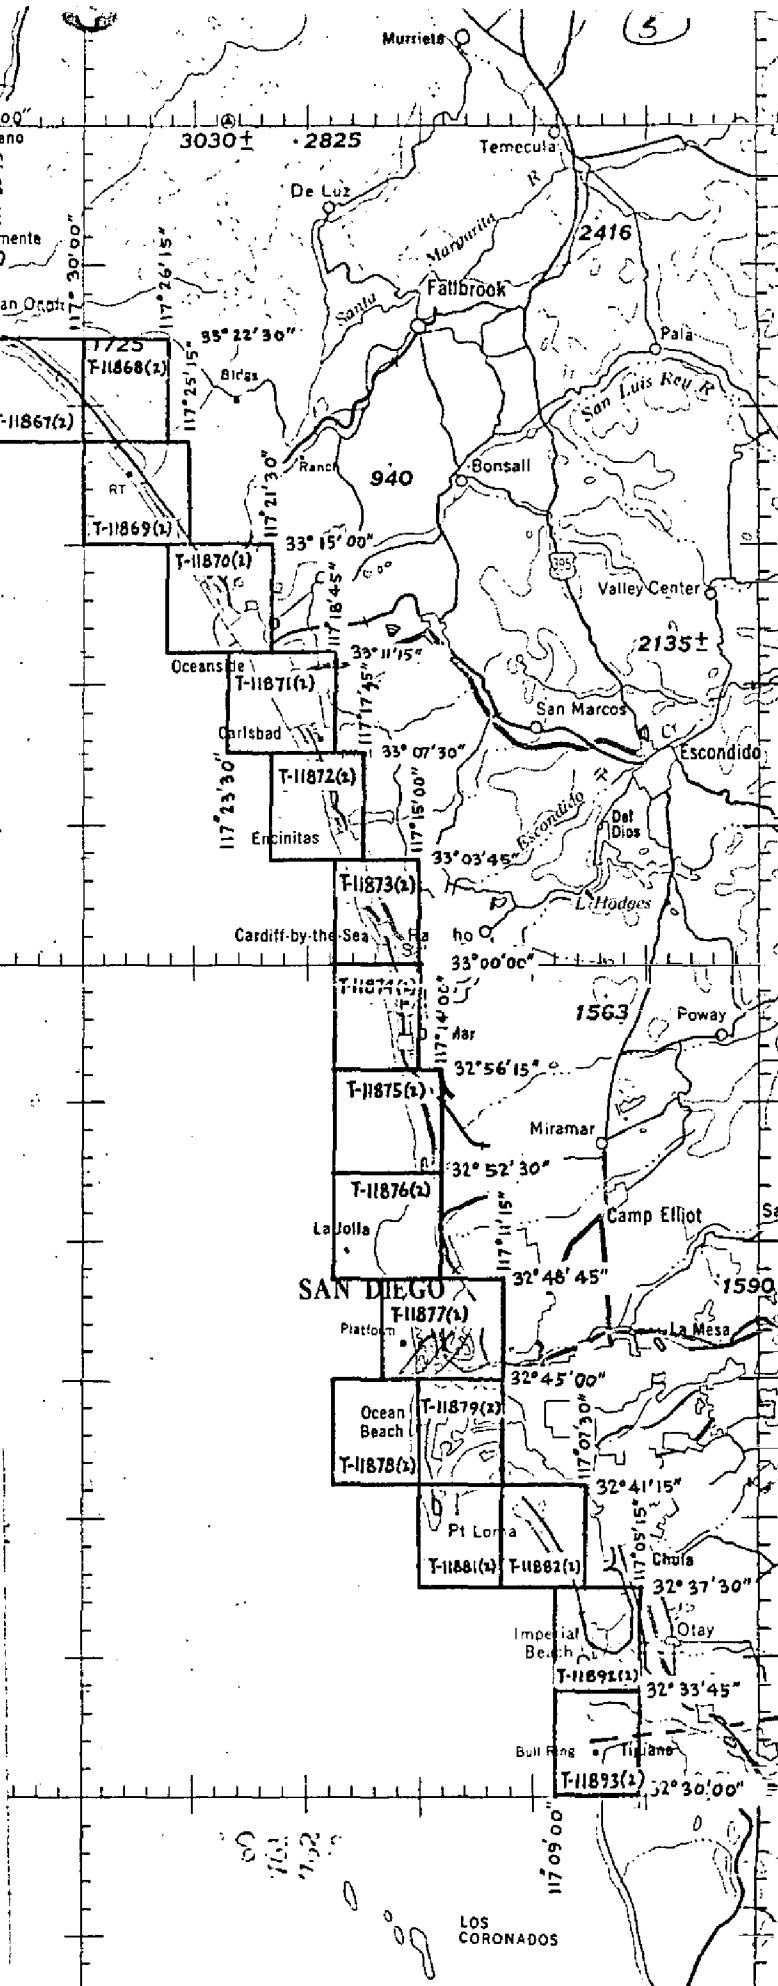 5
Murrieta
3030± · 2825
Temecula
De Luz
R
Margarita
Santa
2416
Fallbrook
117° 30' 00"
117° 26' 15"
33° 22' 30"
1/25
T-11868(2)
117° 25' 15"
Bldgs
Pala
San Luis Rey R
T-11867(2)
Ranch
940
Bonsall
RT
T-11869(2)
117° 21' 30"
T-11870(2)
33° 15' 00"
395
117° 18' 45"
Valley Center
2135±
33° 11' 15"
Oceanside
T-11871(2)
117° 17' 15"
San Marcos
Carlsbad
33° 07' 30"
Escondido
T-11872(2)
117° 23' 30"
117° 15' 00"
Escondido
Del
Dios
Encinitas
33° 03' 45"
T-11873(2)
L. Hodges
Cardiff-by-the-Sea
33° 00' 00"
T-11874(2)
117° 14' 00"
1563
Poway
32° 56' 15"
T-11875(2)
Miramar
32° 52' 30"
T-11876(2)
117° 11' 15"
Camp Elliot
La Jolla
32° 48' 45"
1590
SAN DIEGO
T-11877(2)
Platform
La Mesa
32° 45' 00"
T-11879(2)
Ocean
Beach
117° 07' 30"
T-11878(2)
32° 41' 15"
Pt Loma
117° 05' 15"
T-11881(2)
T-11882(2)
Chula
32° 37' 30"
Imperial
Beach
Otay
T-11892(2)
32° 33' 45"
Bull Ring
Tijuana
T-11893(2)
32° 30' 00"
117° 09' 00"
LOS
CORONADOS